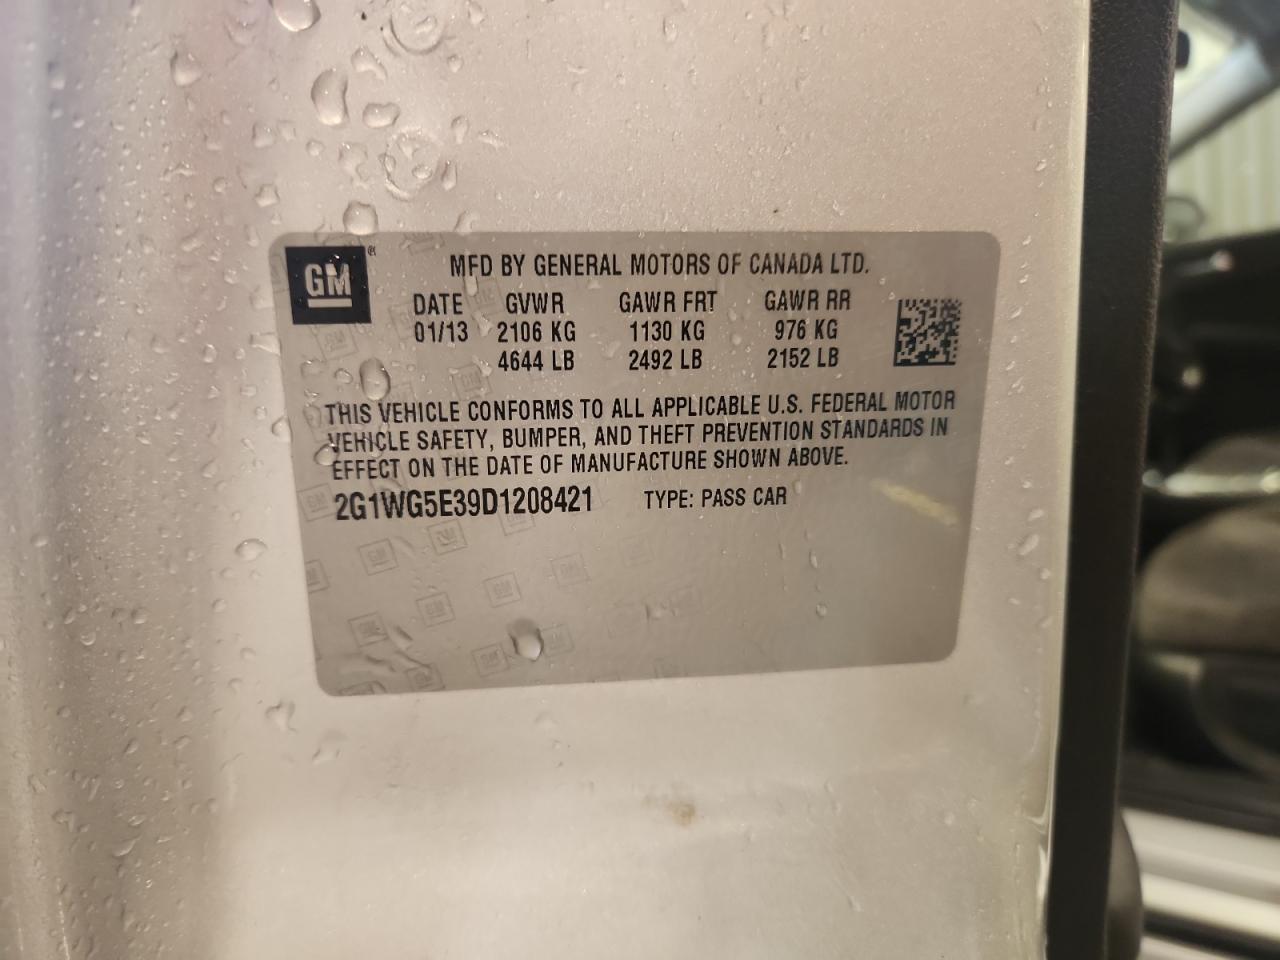 GM ®
MFD BY GENERAL MOTORS OF CANADA LTD.
DATE GVWR GAWR FRT GAWR RR
01/13 2106 KG 1130 KG 976 KG
4644 LB 2492 LB 2152 LB
THIS VEHICLE CONFORMS TO ALL APPLICABLE U.S. FEDERAL MOTOR
VEHICLE SAFETY, BUMPER, AND THEFT PREVENTION STANDARDS IN
EFFECT ON THE DATE OF MANUFACTURE SHOWN ABOVE.
2G1WG5E39D1208421 TYPE: PASS CAR